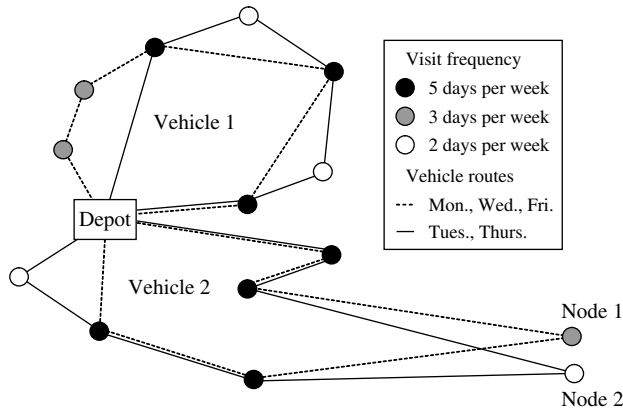 Visit frequency
5 days per week
3 days per week
2 days per week
Vehicle routes
Mon., Wed., Fri.
Tues., Thurs.
Vehicle 1
Depot
Vehicle 2
Node 1
Node 2